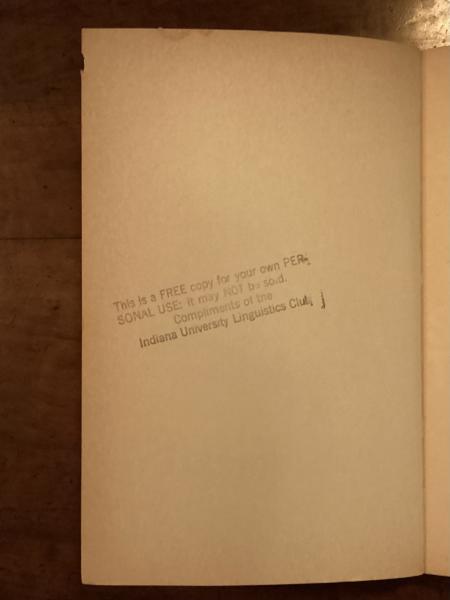 This is a FREE copy for your own PER-
SONAL USE; it may NOT be sold.
Compliments of the
Indiana University Linguistics Club